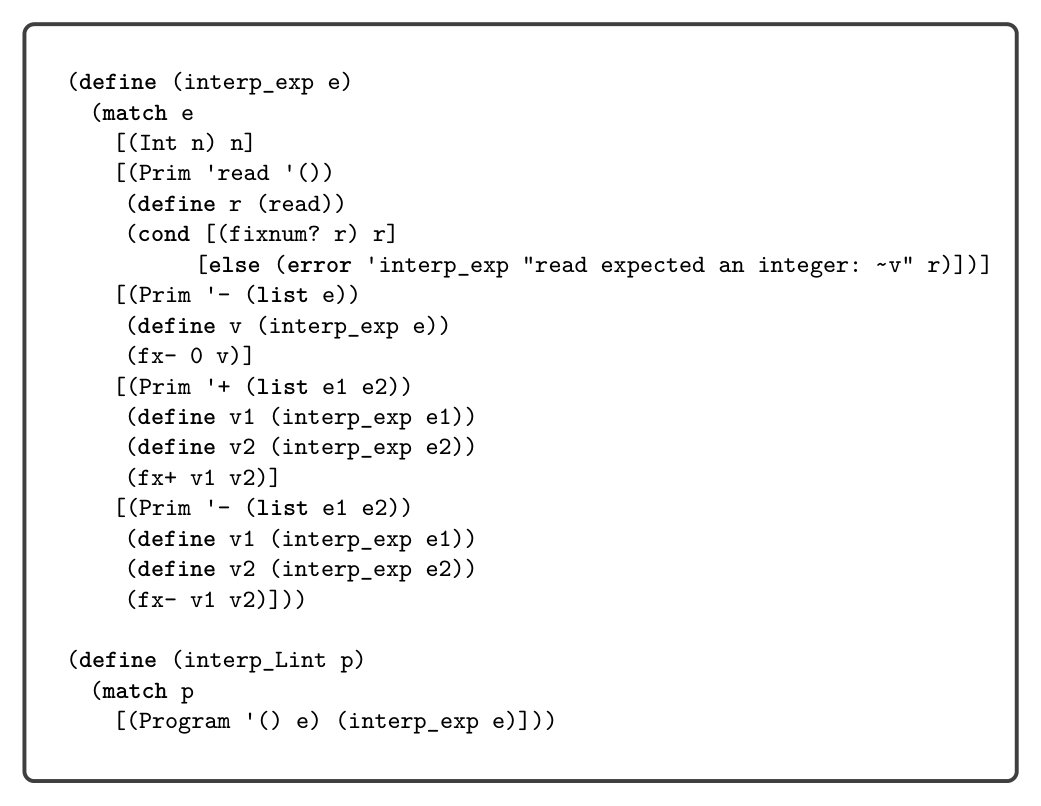 (define (interp_exp e)
  (match e
    [(Int n) n]
    [(Prim 'read '())
     (define r (read))
     (cond [(fixnum? r) r]
           [else (error 'interp_exp "read expected an integer: ~v" r)])]
    [(Prim '- (list e))
     (define v (interp_exp e))
     (fx- 0 v)]
    [(Prim '+ (list e1 e2))
     (define v1 (interp_exp e1))
     (define v2 (interp_exp e2))
     (fx+ v1 v2)]
    [(Prim '- (list e1 e2))
     (define v1 (interp_exp e1))
     (define v2 (interp_exp e2))
     (fx- v1 v2)]))

(define (interp_Lint p)
  (match p
    [(Program '() e) (interp_exp e)]))